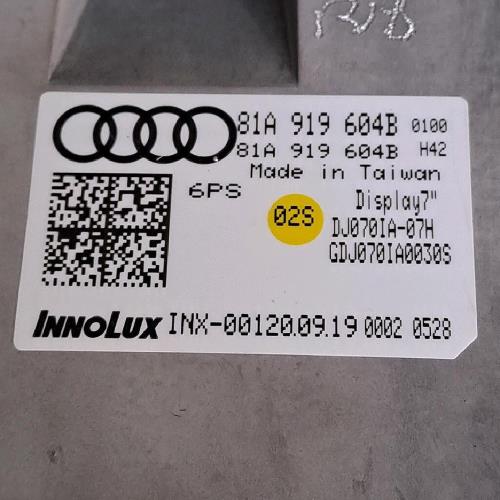 81A 919 604B 0100
81A 919 604B H42
Made in Taiwan
6PS
02S
Display7"
DJ070IA-07H
GDJ070IA0030S
INNOLUX INX-00120.09.19 0002 0528